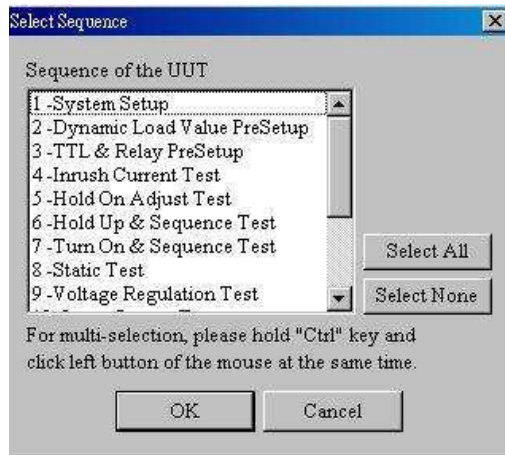 Select Sequence
Sequence of the UUT
1 -System Setup
2 -Dynamic Load Value PreSetup
3 -TTL & Relay PreSetup
4 -Inrush Current Test
5 -Hold On Adjust Test
6 -Hold Up & Sequence Test
7 -Turn On & Sequence Test
8 -Static Test
9 -Voltage Regulation Test
Select All
Select None
For multi-selection, please hold "Ctrl" key and
click left button of the mouse at the same time.
OK
Cancel